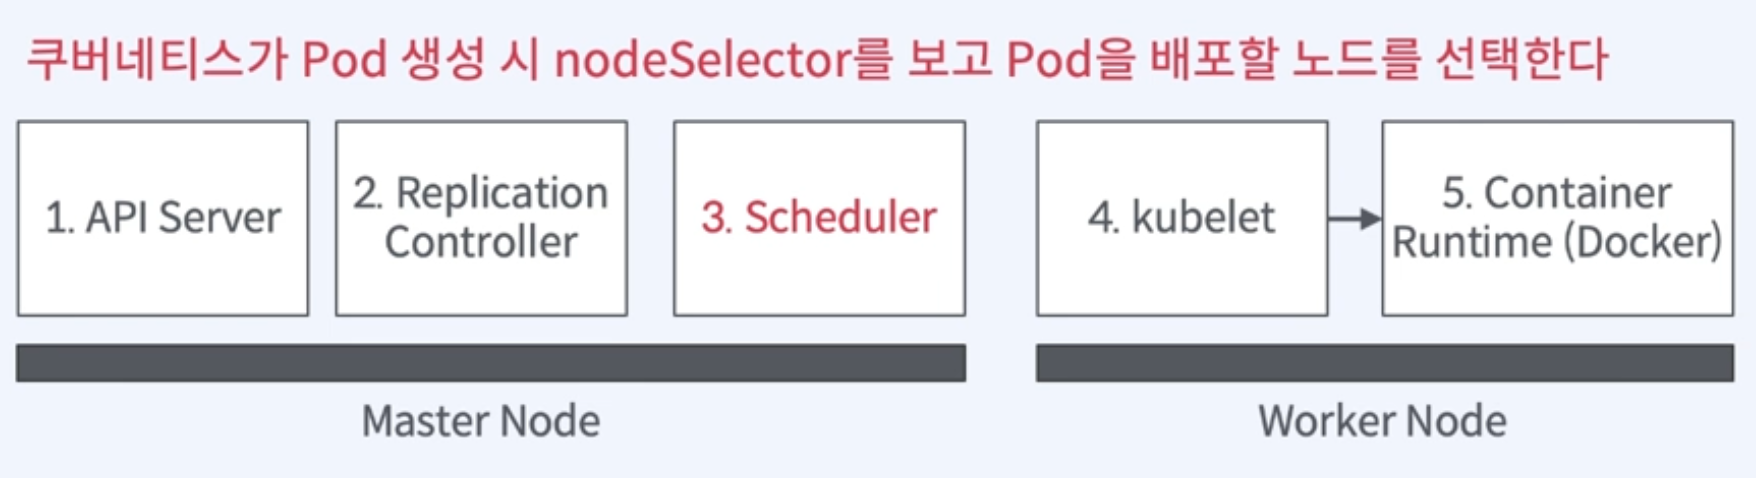 쿠버네티스가 Pod 생성 시 nodeSelector를 보고 Pod을 배포할 노드를 선택한다
1. API Server
2. Replication
Controller
3. Scheduler
4. kubelet
5. Container
Runtime (Docker)
Master Node
Worker Node